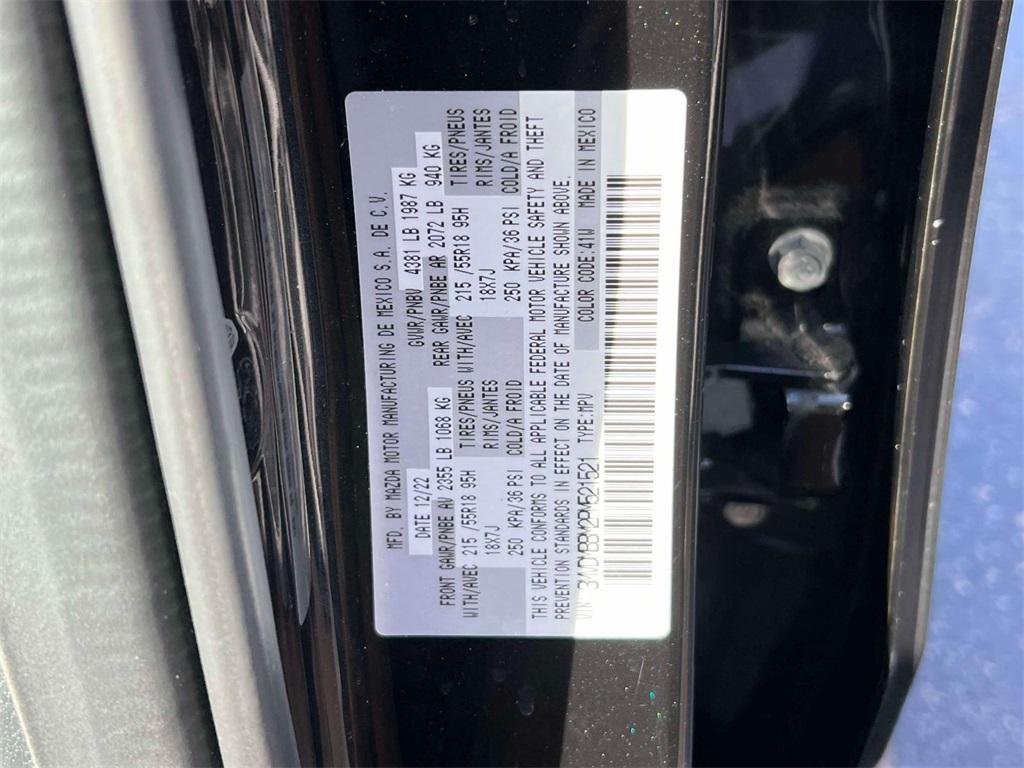 MFD. BY MAZDA MOTOR MANUFACTURING DE MEXICO S.A. DE C.V.
DATE 12/22 GVWR/PNBV 4381 LB 1987 KG
FRONT GAWR/PNBE AV 2355 LB 1068 KG REAR GAWR/PNBE AR 2072 LB 940 KG
WITH/AVEC 215 /55R18 95H TIRES/PNEUS WITH/AVEC 215 /55R18 95H TIRES/PNEUS
18X7J RIMS/JANTES 18X7J RIMS/JANTES
250 KPA/36 PSI COLD/A FROID 250 KPA/36 PSI COLD/A FROID
THIS VEHICLE CONFORMS TO ALL APPLICABLE FEDERAL MOTOR VEHICLE SAFETY AND THEFT
PREVENTION STANDARDS IN EFFECT ON THE DATE OF MANUFACTURE SHOWN ABOVE.
VIN: TYPE:MPV COLOR CODE:41W MADE IN MEXICO